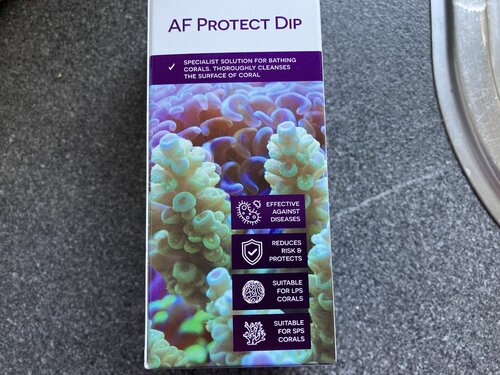 AF PROTECT DIP
SPECIALIST SOLUTION FOR BATHING
CORALS. THOROUGHLY CLEANSES
THE SURFACE OF CORAL
EFFECTIVE
AGAINST
DISEASES
REDUCES
RISK &
PROTECTS
SUITABLE
FOR LPS
CORALS
SUITABLE
FOR SPS
CORALS